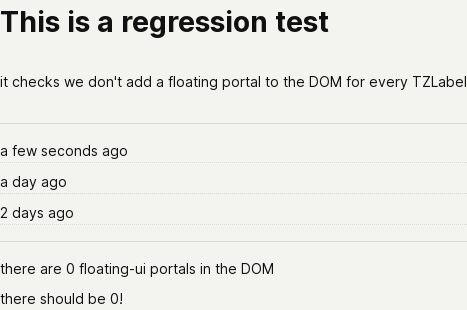 This is a regression test
it checks we don't add a floating portal to the DOM for every TZLabel
a few seconds ago
a day ago
2 days ago
there are 0 floating-ui portals in the DOM
there should be 0!